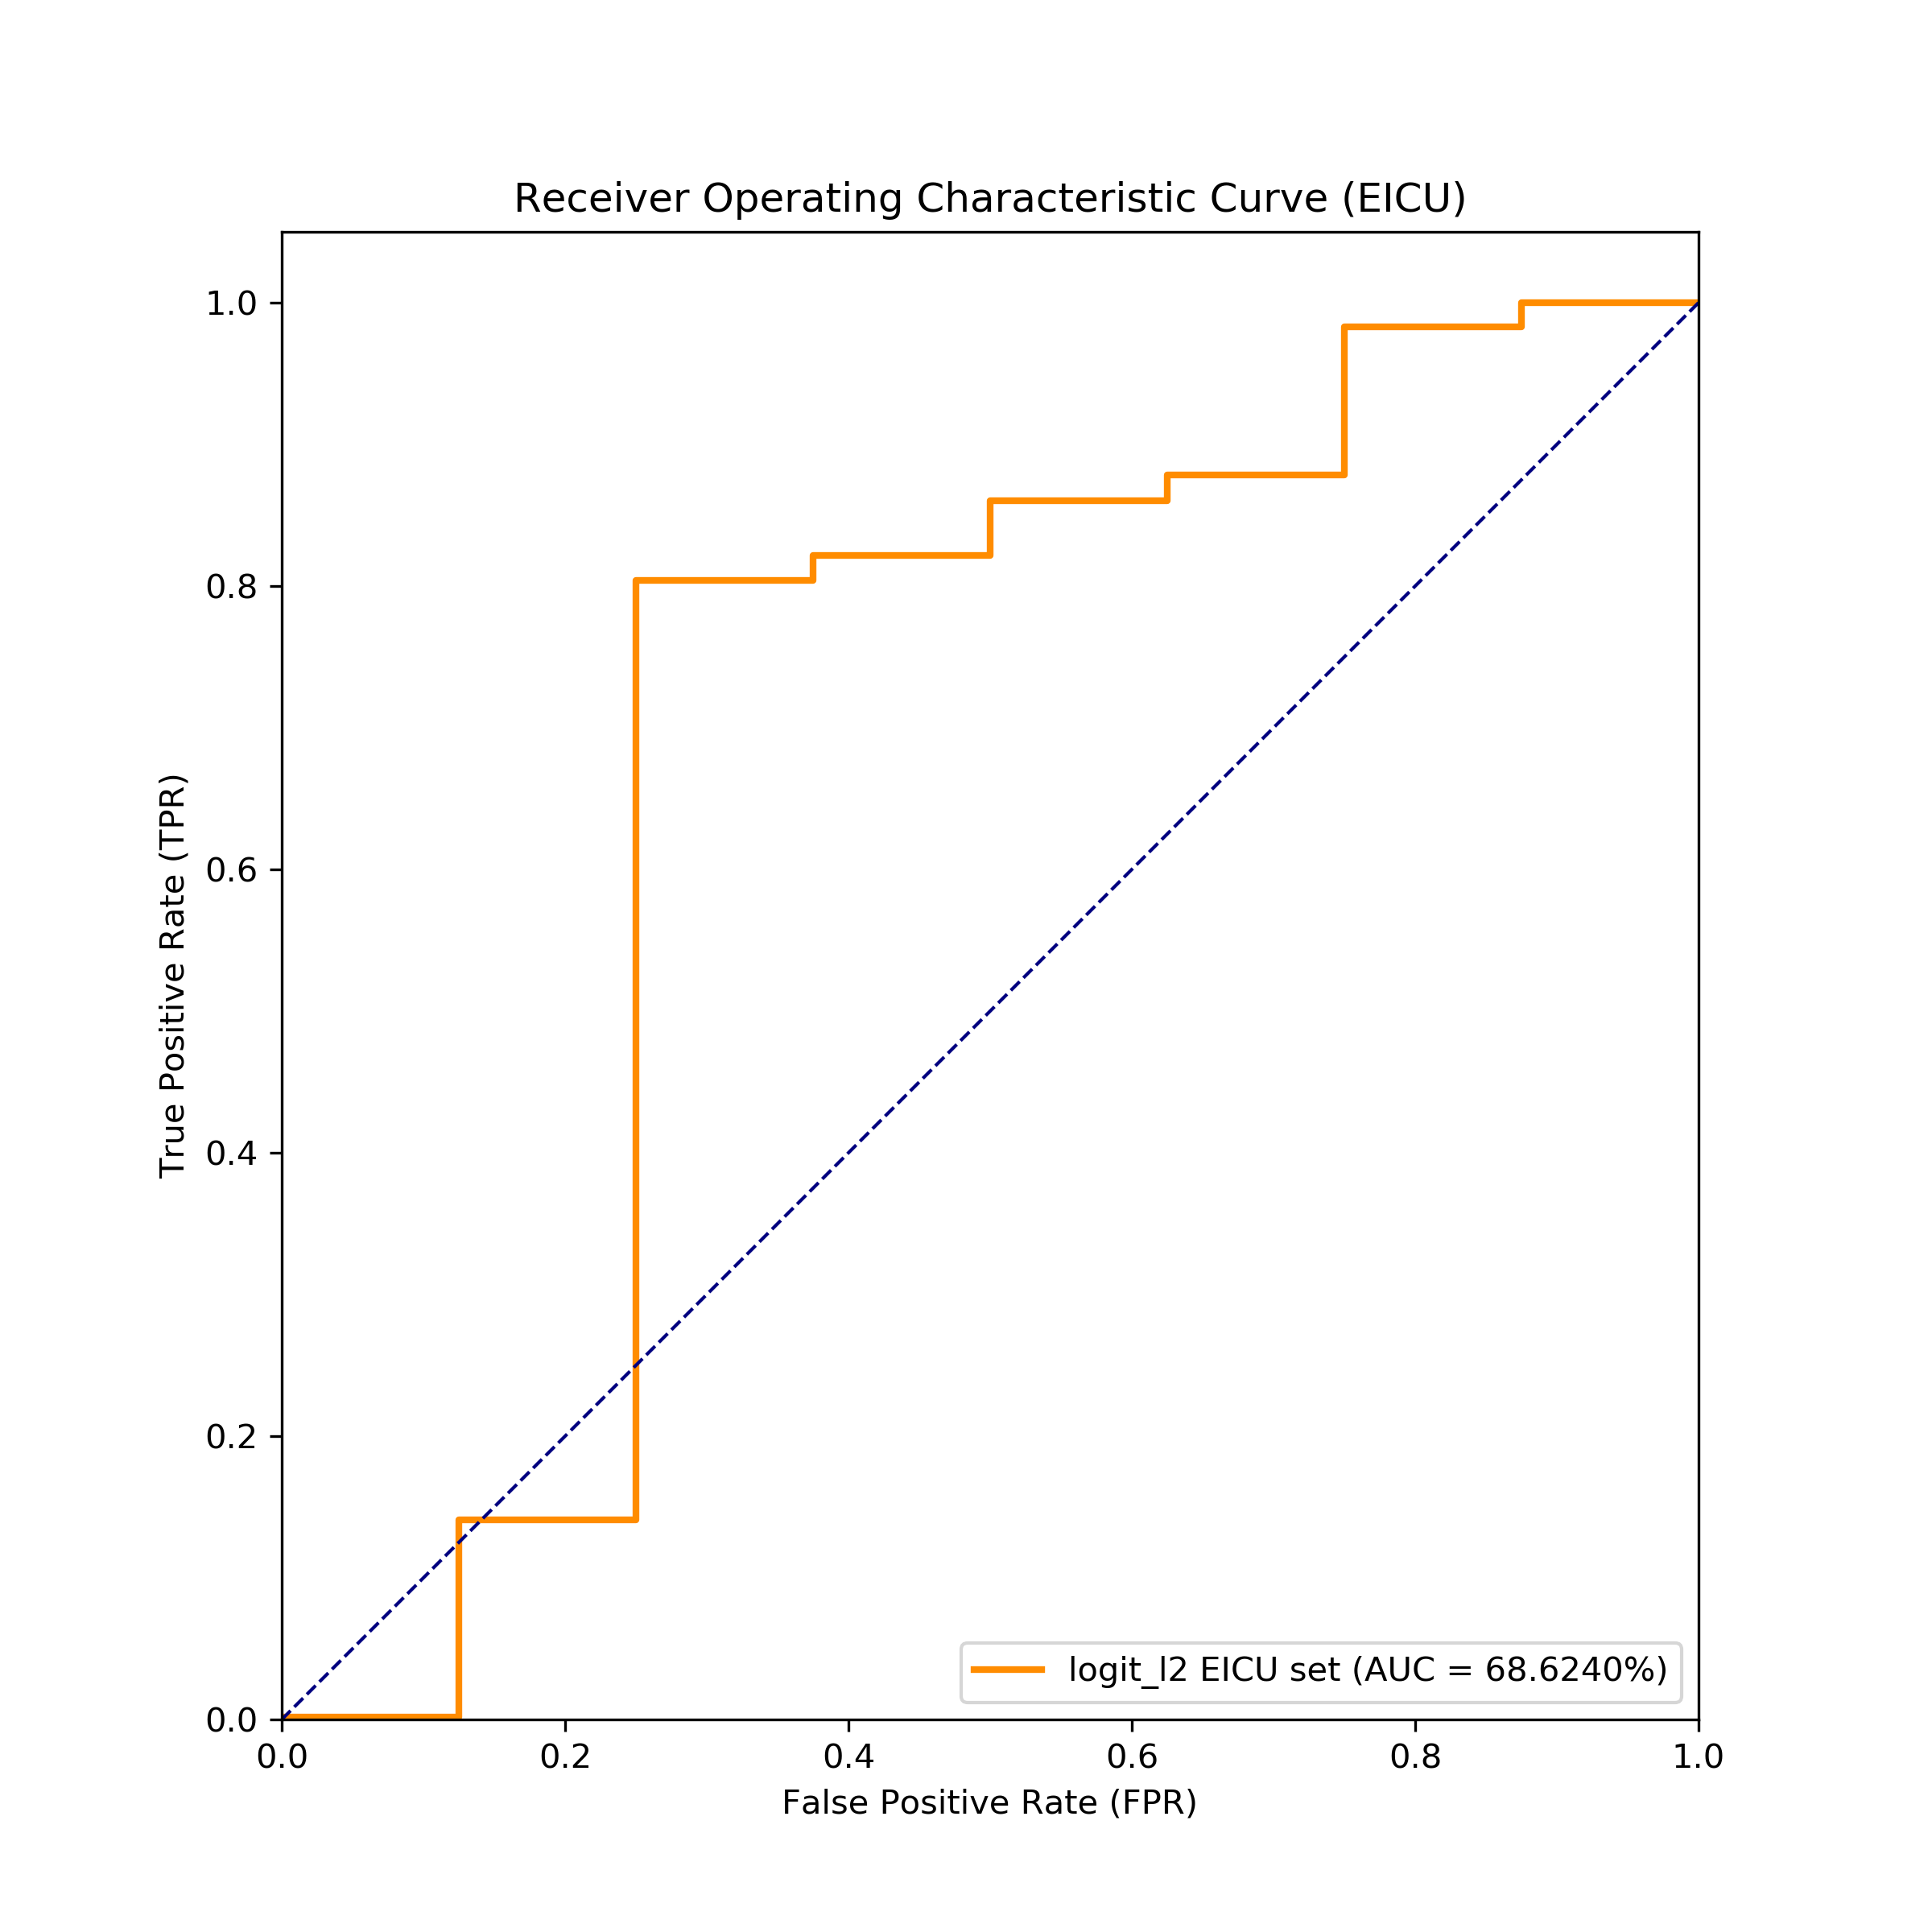 Receiver Operating Characteristic Curve (EICU)
True Positive Rate (TPR)
1.0
0.8
0.6
0.4
0.2
0.0
logit_l2 EICU set (AUC = 68.6240%)
0.0 0.2 0.4 0.6 0.8 1.0
False Positive Rate (FPR)